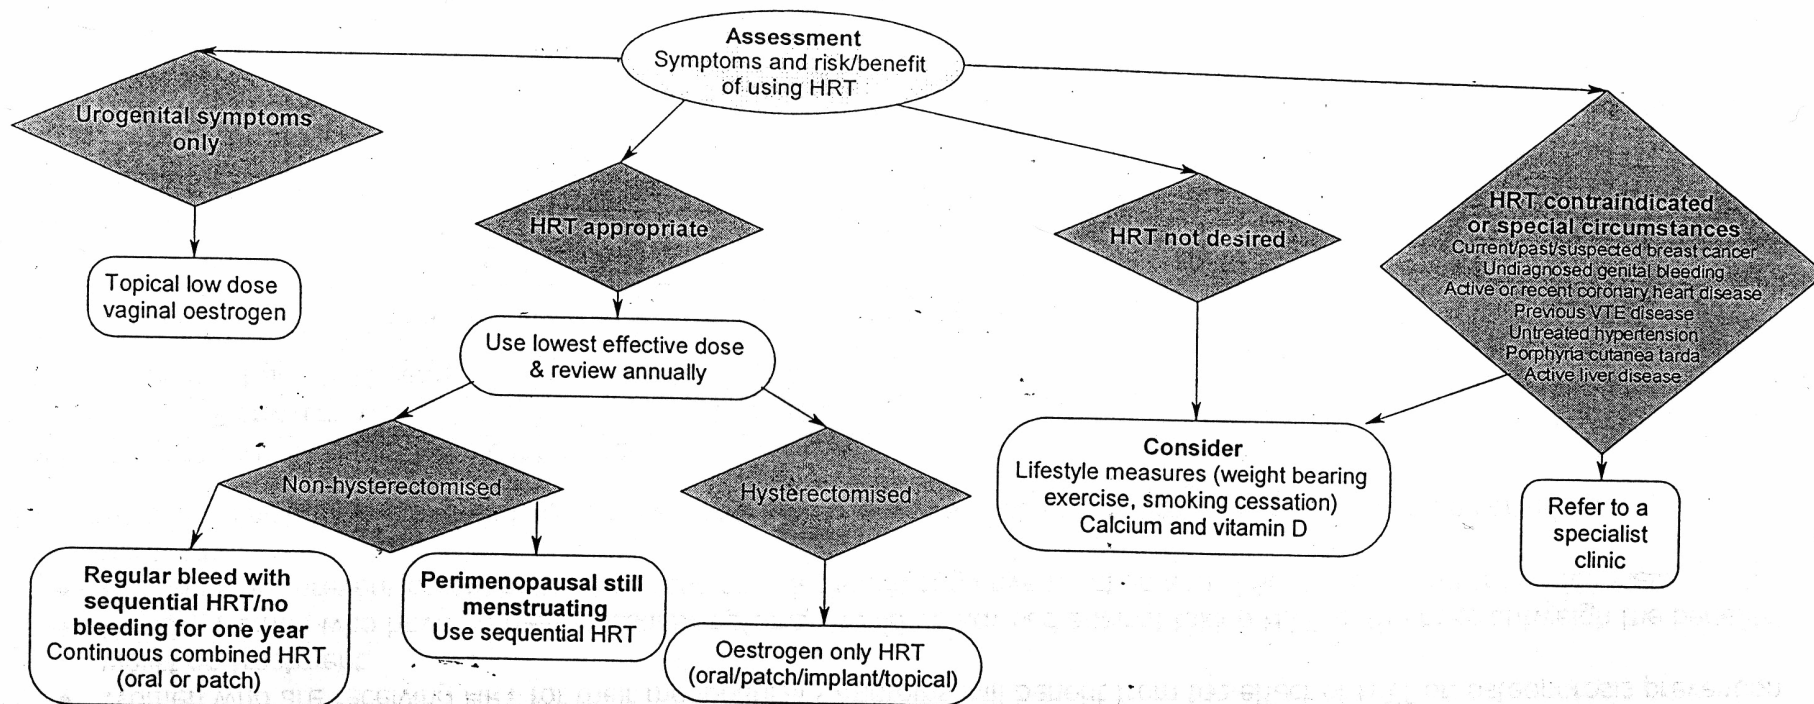 Assessment
Symptoms and risk/benefit
of using HRT
Urogenital symptoms
only
Topical low dose
vaginal oestrogen
HRT appropriate
Use lowest effective dose
& review annually
Non-hysterectomised
Regular bleed with
sequential HRT/no
bleeding for one year
Continuous combined HRT
(oral or patch)
Perimenopausal still
menstruating
Use sequential HRT
Hysterectomised
Oestrogen only HRT
(oral/patch/implant/topical)
HRT not desired
Consider
Lifestyle measures (weight bearing
exercise, smoking cessation)
Calcium and vitamin D
HRT contraindicated
or special circumstances
Current/past/suspected breast cancer
Undiagnosed genital bleeding
Active or recent coronary heart disease
Previous VTE disease
Untreated hypertension
Porphyria cutanea tarda
Active liver disease
Refer to a
specialist
clinic